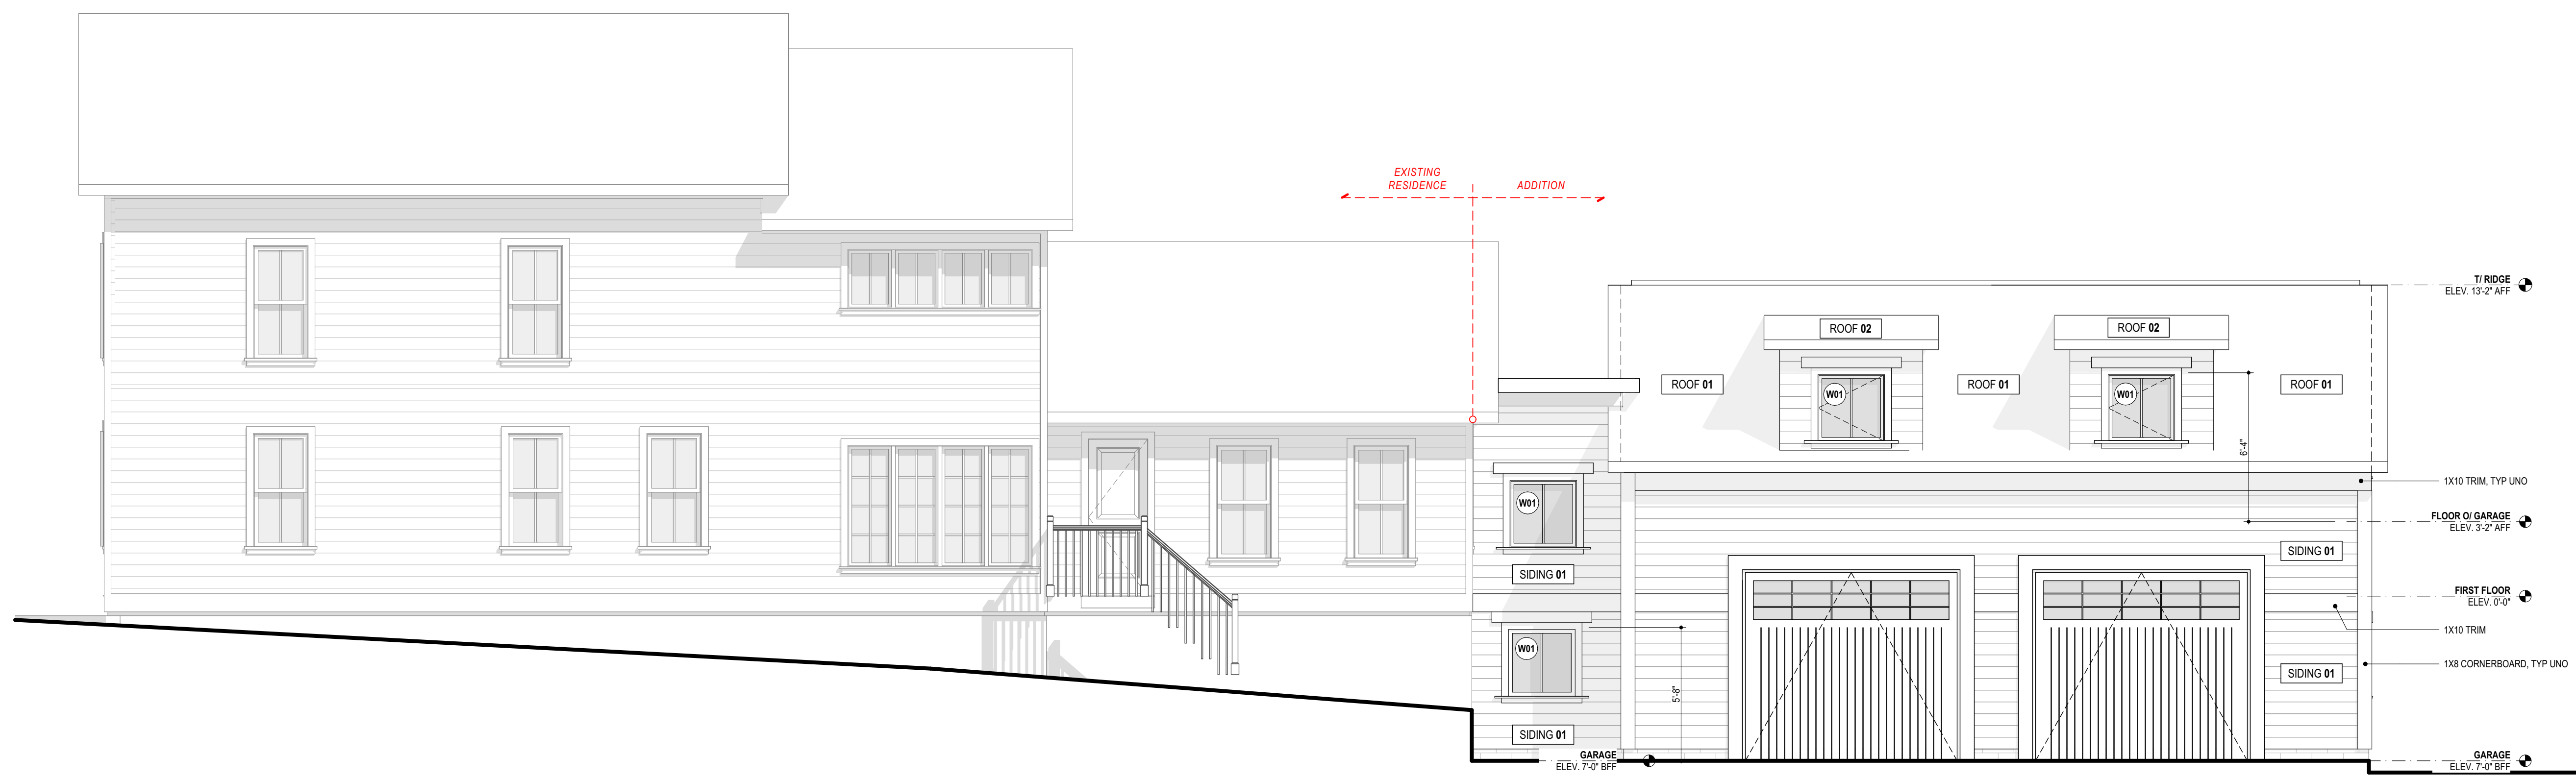 EXISTING
RESIDENCE
ADDITION
T/ RIDGE
ELEV. 13'-2" AFF
ROOF 02
ROOF 02
ROOF 01
W01
ROOF 01
W01
ROOF 01
6'-4"
1X10 TRIM, TYP UNO
W01
FLOOR O/ GARAGE
ELEV. 3'-2" AFF
SIDING 01
SIDING 01
FIRST FLOOR
ELEV. 0'-0"
1X10 TRIM
W01
1X8 CORNERBOARD, TYP UNO
SIDING 01
5'-8"
SIDING 01
GARAGE
ELEV. 7'-0" BFF
GARAGE
ELEV. 7'-0" BFF